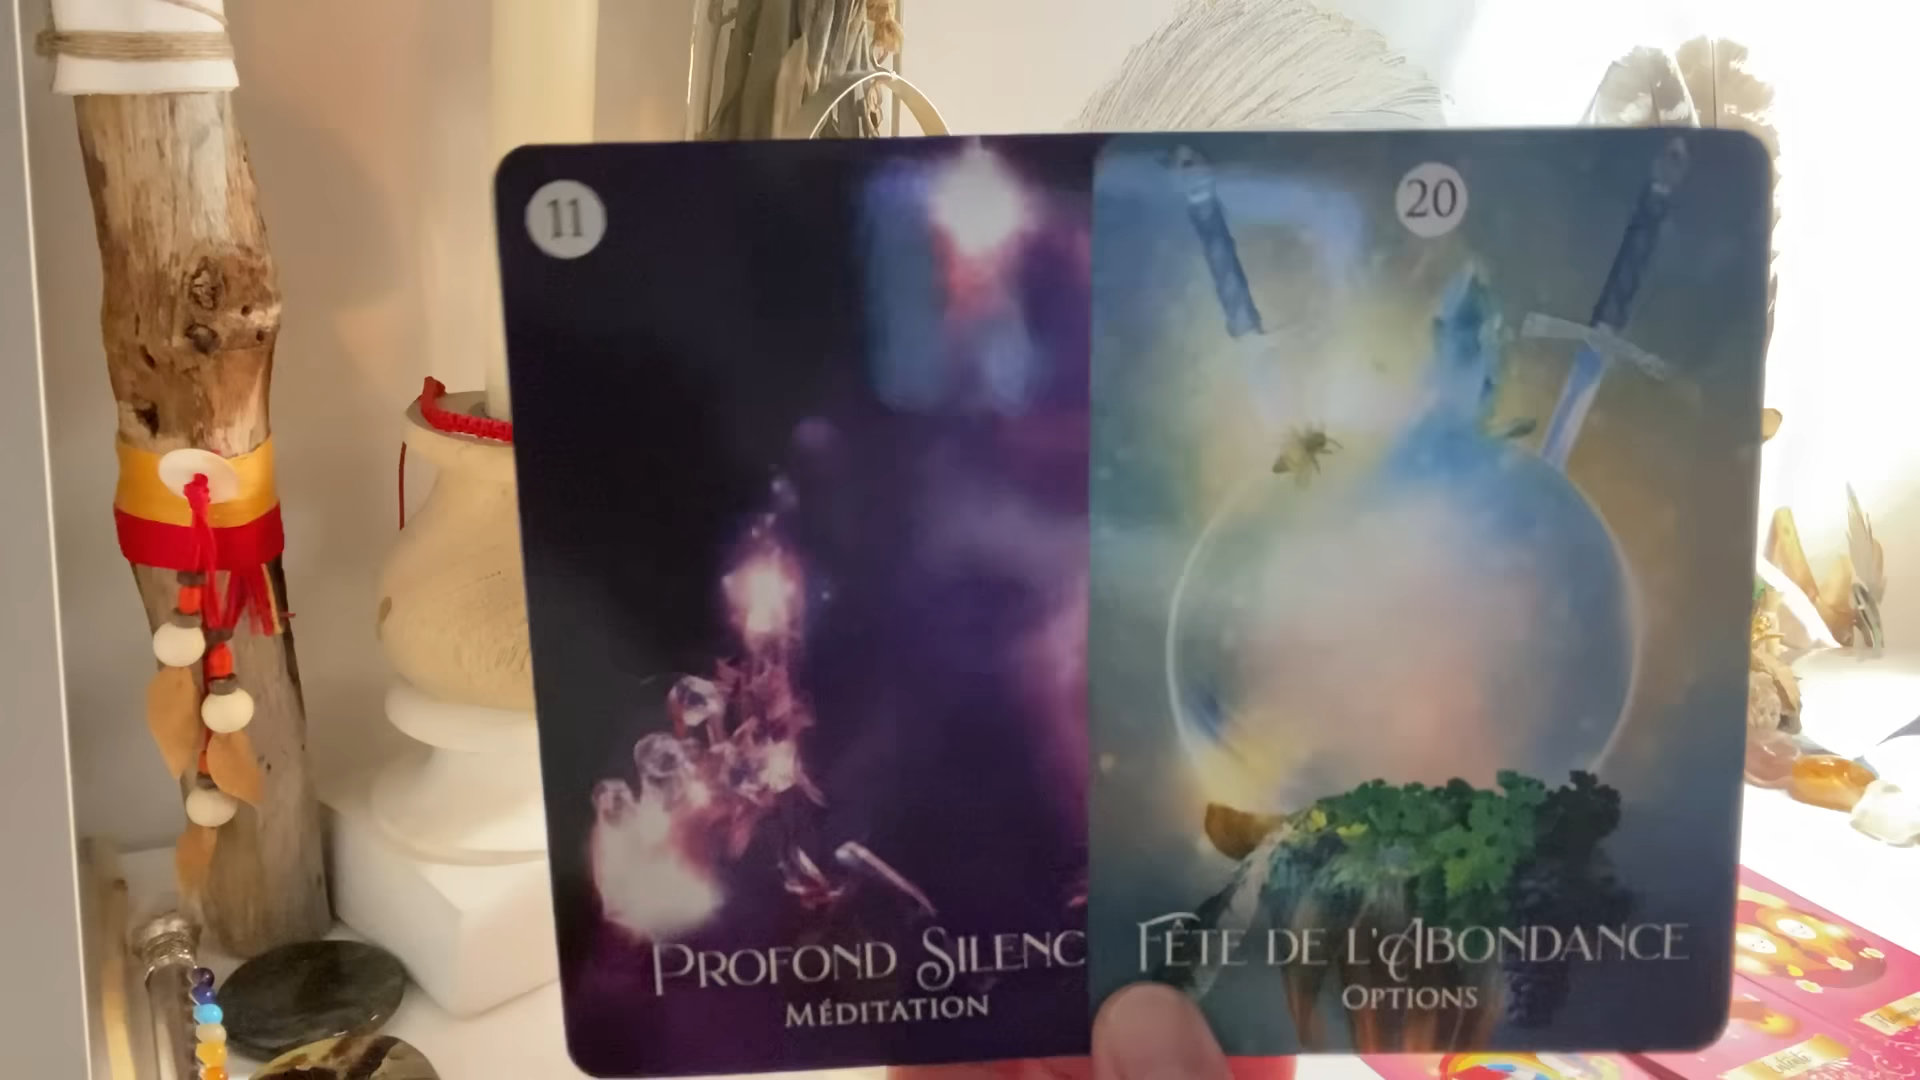 11
PROFOND SILENC
MÉDITATION
20
FÊTE DE L'ABONDANCE
OPTIONS